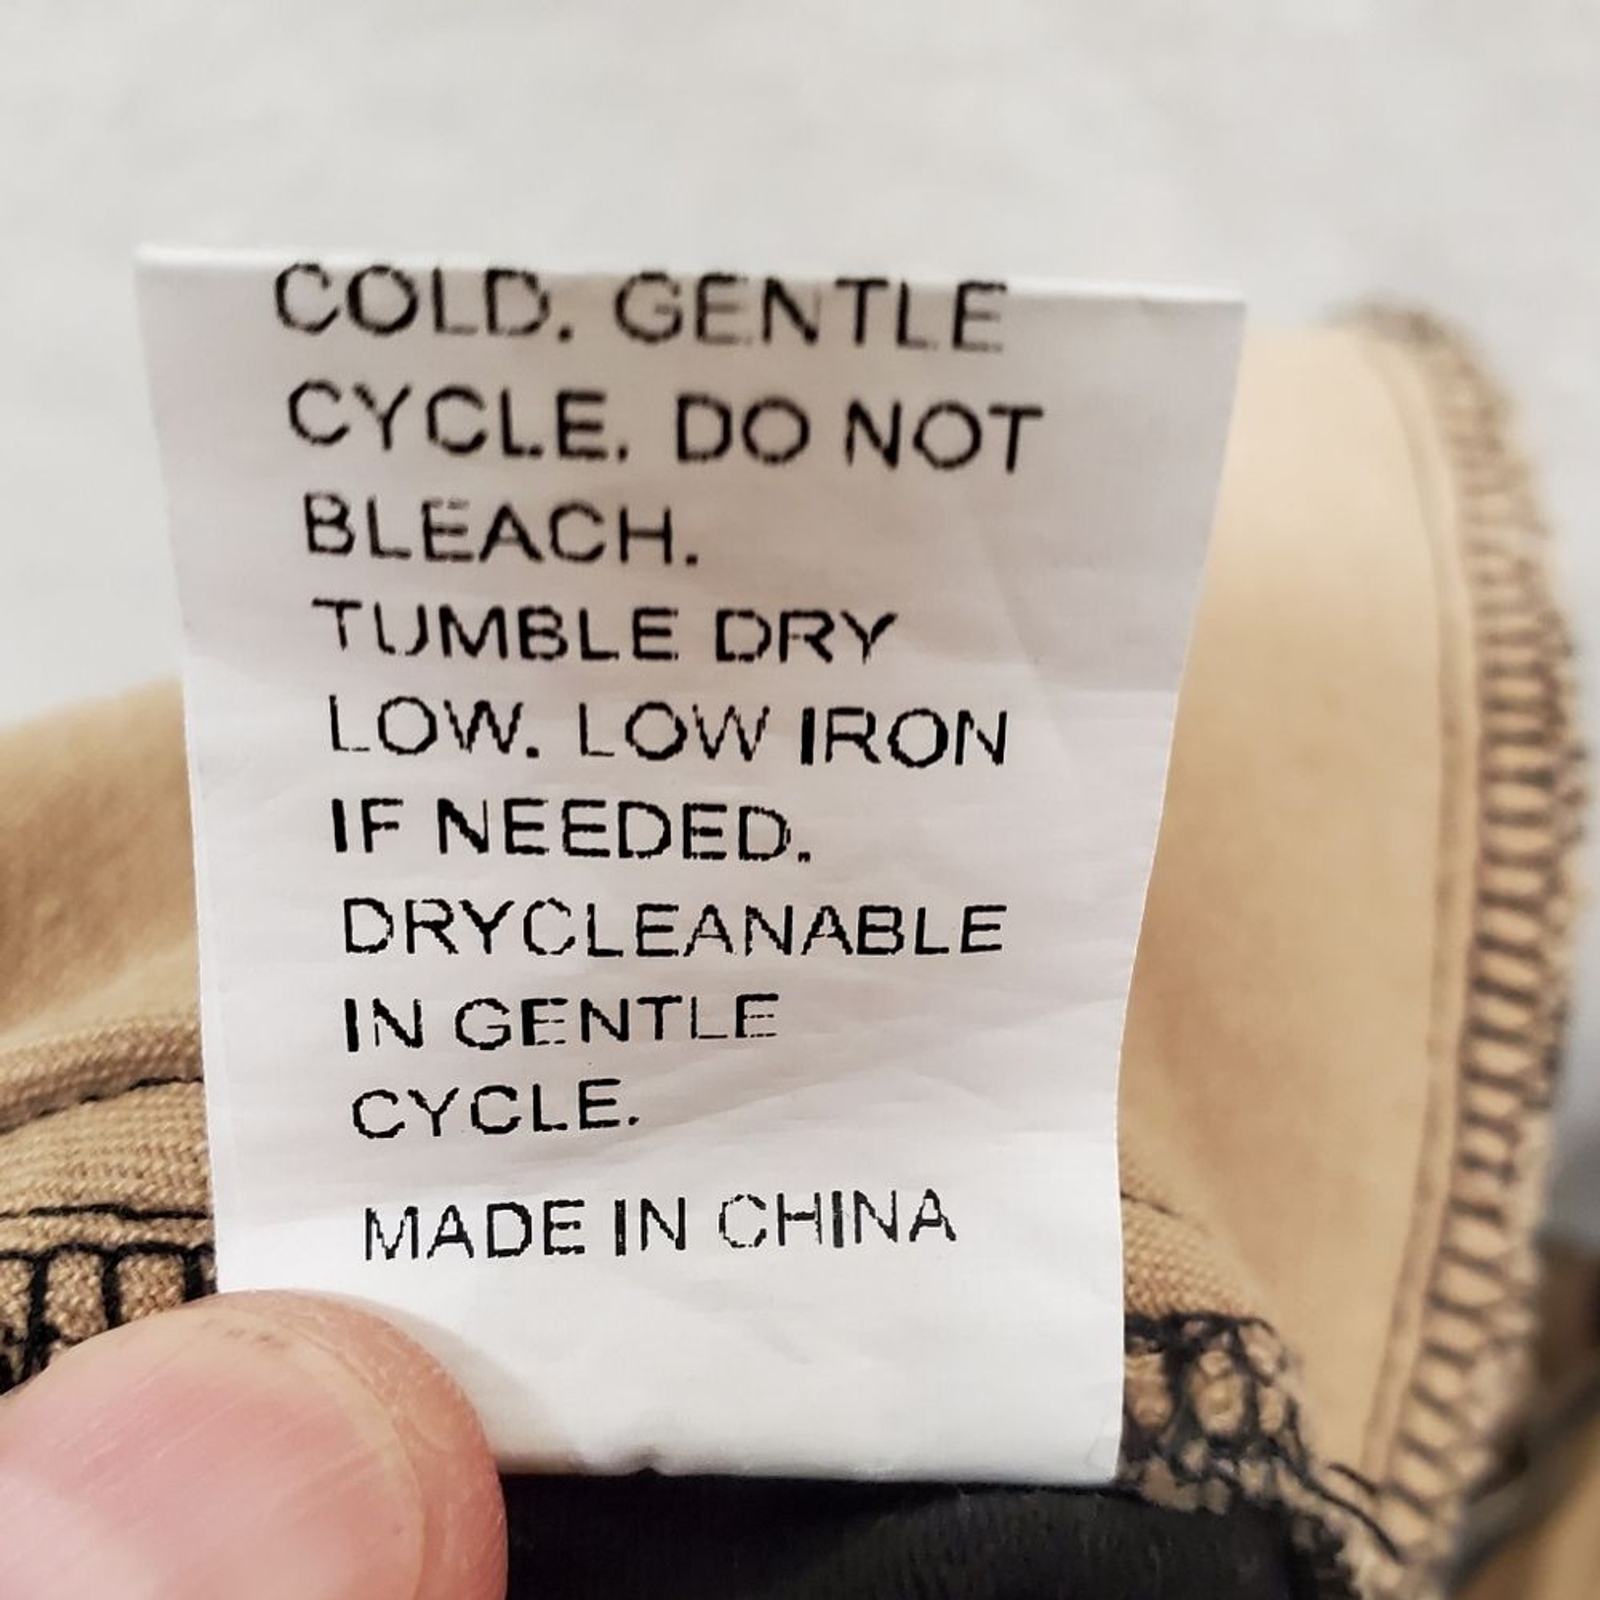 COLD. GENTLE
CYCLE. DO NOT
BLEACH.
TUMBLE DRY
LOW. LOW IRON
IF NEEDED.
DRYCLEANABLE
IN GENTLE
CYCLE.
MADE IN CHINA